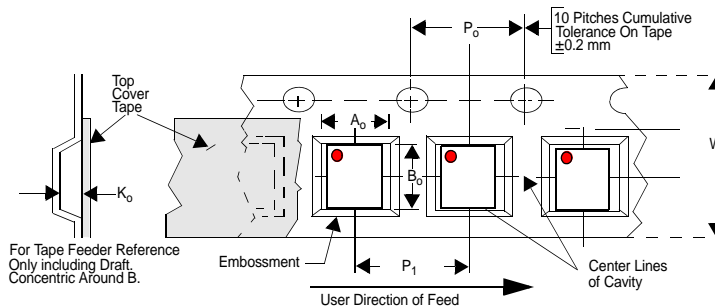 10 Pitches Cumulative
Tolerance On Tape
±0.2 mm
Po
Top
Cover
Tape
Ao
W
Bo
Ko
For Tape Feeder Reference
Only including Draft.
Concentric Around B.
Embossment
P1
Center Lines
of Cavity
User Direction of Feed